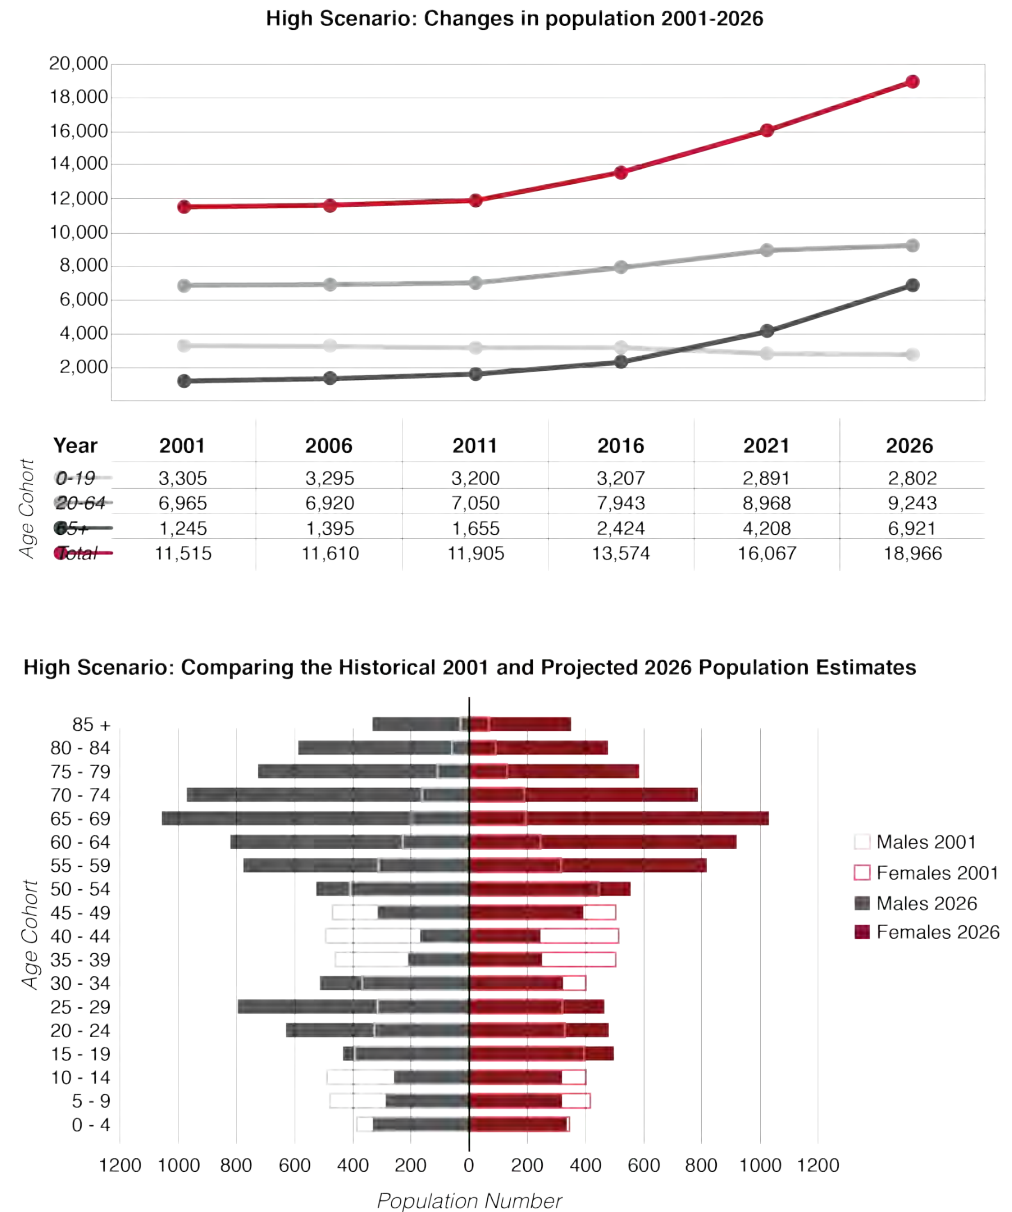 High Scenario: Changes in population 2001-2026
20,000
18,000
16,000
14,000
12,000
10,000
8,000
6,000
4,000
2,000
Age Cohort
Year 2001 2006 2011 2016 2021 2026
0-19 3,305 3,295 3,200 3,207 2,891 2,802
20-64 6,965 6,920 7,050 7,943 8,968 9,243
65+ 1,245 1,395 1,655 2,424 4,208 6,921
Total 11,515 11,610 11,905 13,574 16,067 18,966
High Scenario: Comparing the Historical 2001 and Projected 2026 Population Estimates
Age Cohort
85 +
80 - 84
75 - 79
70 - 74
65 - 69
60 - 64
55 - 59
50 - 54
45 - 49
40 - 44
35 - 39
30 - 34
25 - 29
20 - 24
15 - 19
10 - 14
5 - 9
0 - 4
1200 1000 800 600 400 200 0 200 400 600 800 1000 1200
Population Number
Males 2001
Females 2001
Males 2026
Females 2026